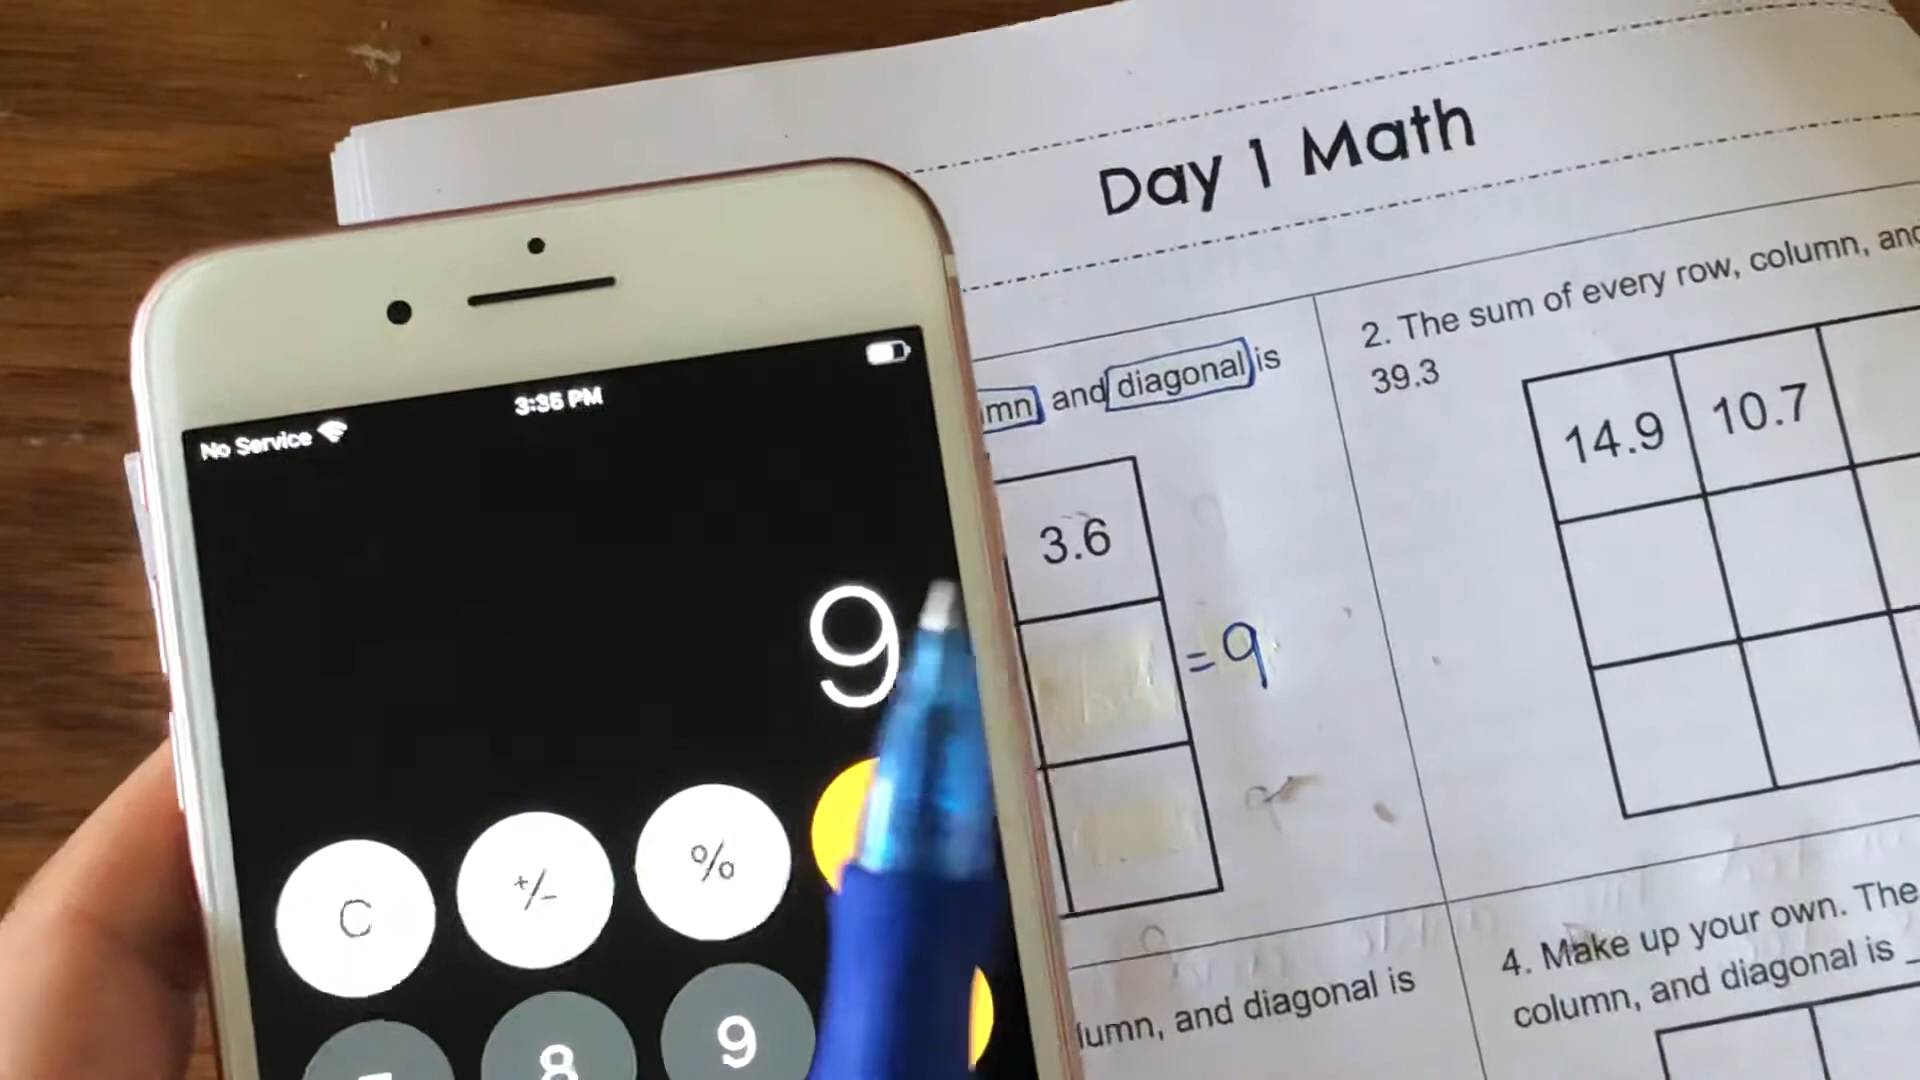 Day 1 Math
No Service 3:35 PM
9
C +/- % 
8 9
mn and diagonal is
3.6
= 9
2. The sum of every row, column, and
39.3
14.9 10.7
lumn, and diagonal is
4. Make up your own. The
column, and diagonal is _